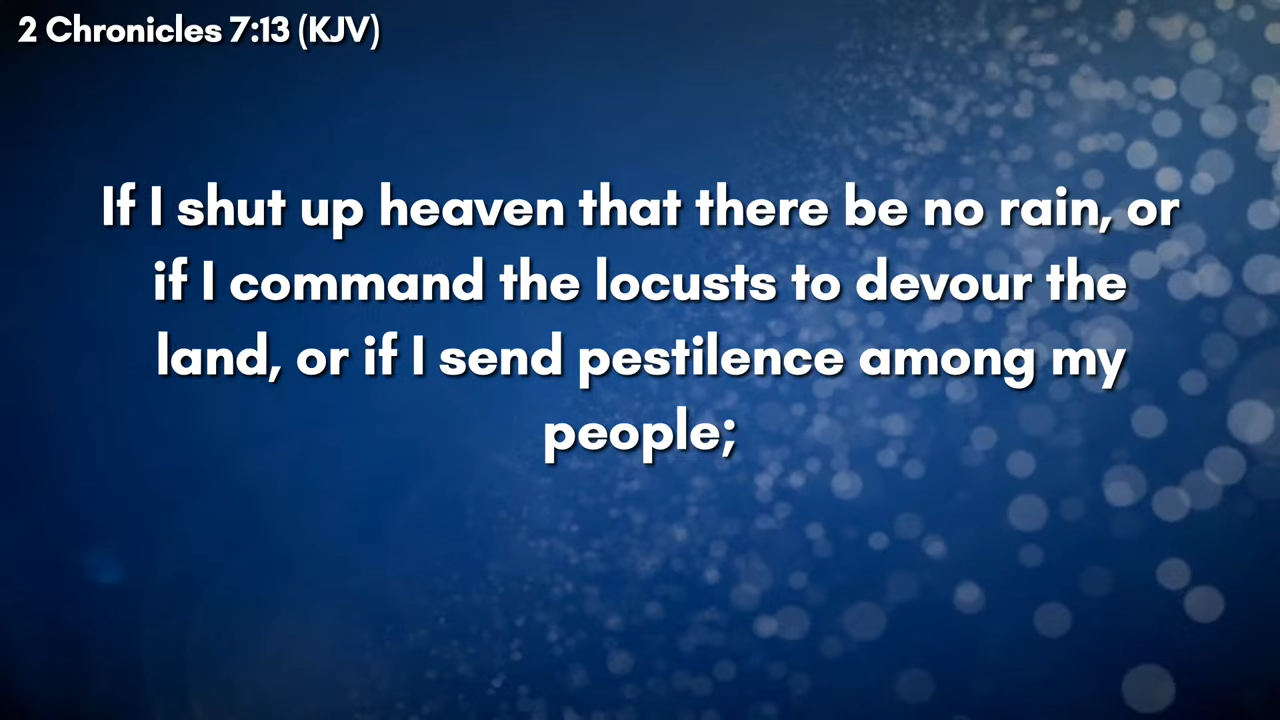 2 Chronicles 7:13 (KJV)
If I shut up heaven that there be no rain, or
if I command the locusts to devour the
land, or if I send pestilence among my
people;